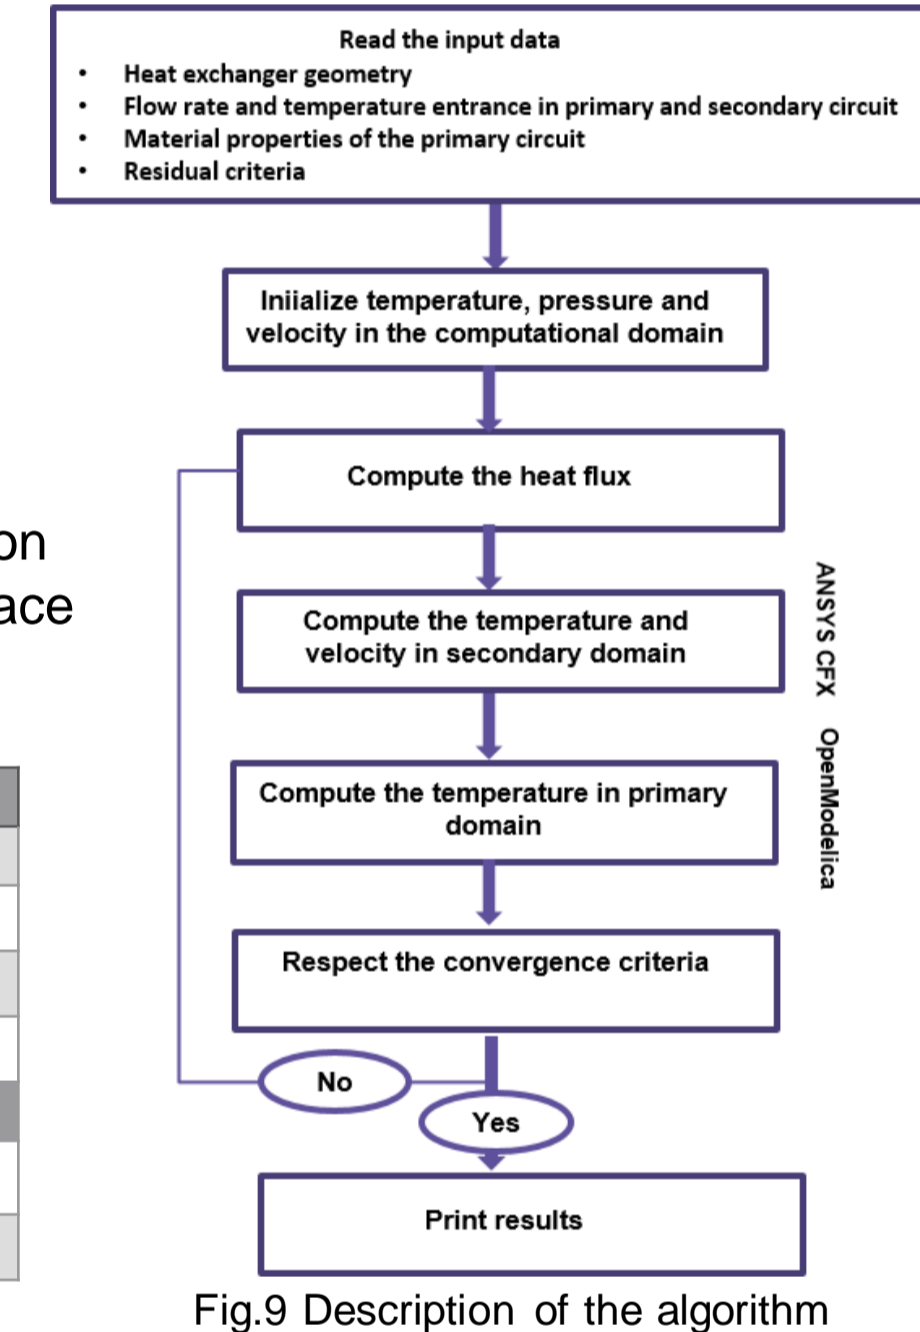 Read the input data
• Heat exchanger geometry
• Flow rate and temperature entrance in primary and secondary circuit
• Material properties of the primary circuit
• Residual criteria
Iniialize temperature, pressure and
velocity in the computational domain
Compute the heat flux
on
ace
Compute the temperature and
velocity in secondary domain
ANSYS CFX OpenModelica
Compute the temperature in primary
domain
Respect the convergence criteria
No
Yes
Print results
Fig.9 Description of the algorithm